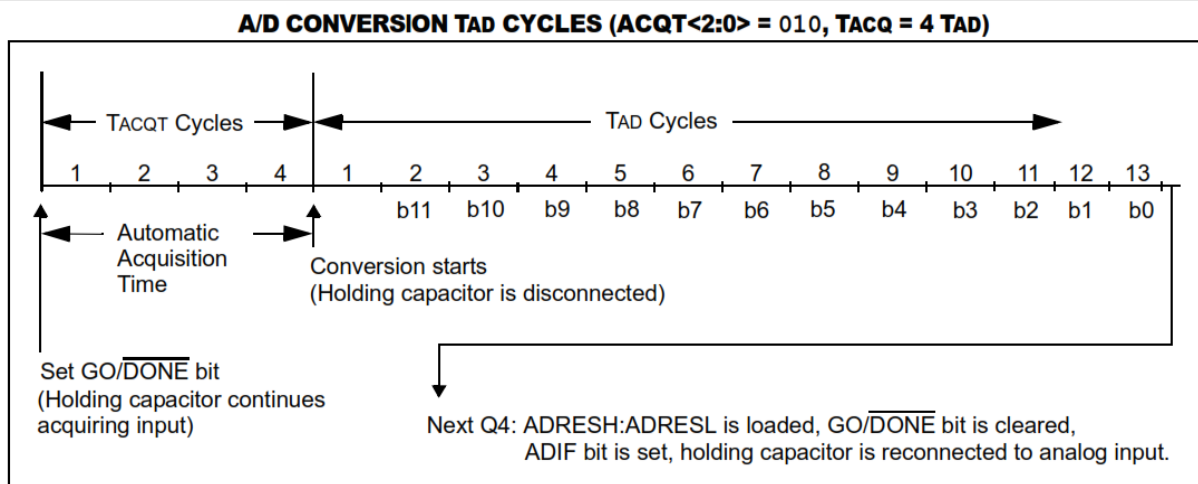 A/D CONVERSION TAD CYCLES (ACQT<2:0> = 010, TACQ = 4 TAD)
TACQT Cycles
TAD Cycles
1 2 3 4 1 2 3 4 5 6 7 8 9 10 11 12 13
b11 b10 b9 b8 b7 b6 b5 b4 b3 b2 b1 b0
Automatic
Acquisition
Time
Conversion starts
(Holding capacitor is disconnected)
Set GO/DONE bit
(Holding capacitor continues
acquiring input)
Next Q4: ADRESH:ADRESL is loaded, GO/DONE bit is cleared,
ADIF bit is set, holding capacitor is reconnected to analog input.